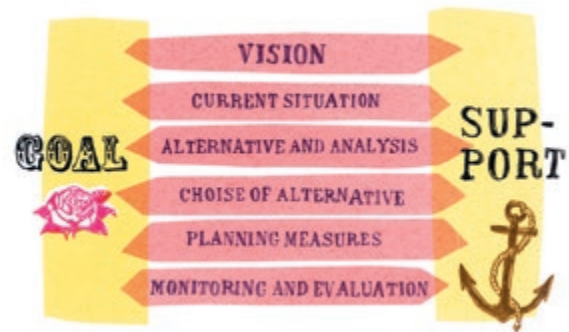 VISION
CURRENT SITUATION
ALTERNATIVE AND ANALYSIS
CHOISE OF ALTERNATIVE
PLANNING MEASURES
MONITORING AND EVALUATION
GOAL
SUP-
PORT